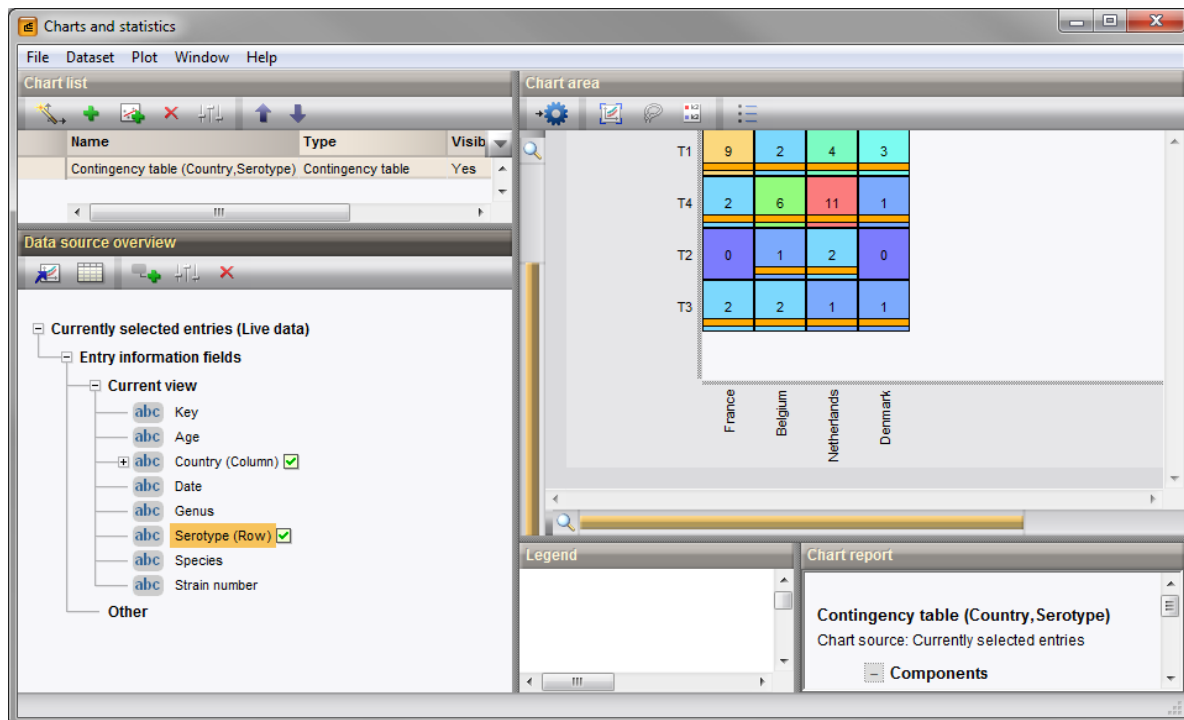 Charts and statistics
File Dataset Plot Window Help
Chart list
Name Type Visib
Contingency table (Country,Serotype) Contingency table Yes
Data source overview
Currently selected entries (Live data)
Entry information fields
Current view
abc Key
abc Age
abc Country (Column)
abc Date
abc Genus
abc Serotype (Row)
abc Species
abc Strain number
Other
Chart area
T1 9 2 4 3
T4 2 6 11 1
T2 0 1 2 0
T3 2 2 1 1
France
Belgium
Netherlands
Denmark
Legend
Chart report
Contingency table (Country,Serotype)
Chart source: Currently selected entries
Components